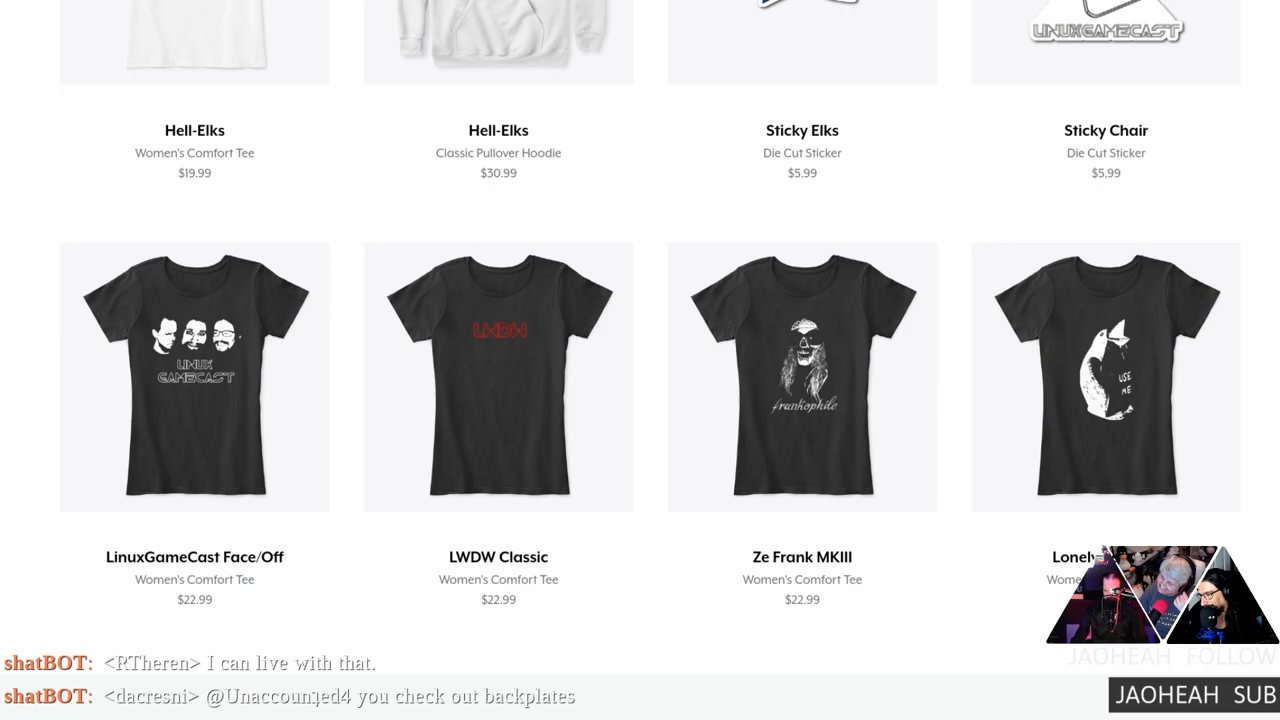 LINUXGAMECAST
Hell-Elks
Women's Comfort Tee
$19.99
Hell-Elks
Classic Pullover Hoodie
$30.99
Sticky Elks
Die Cut Sticker
$5.99
Sticky Chair
Die Cut Sticker
$5.99
LINUX
GAMECAST
LWDW
frankophile
USE
ME
LinuxGameCast Face/Off
Women's Comfort Tee
$22.99
LWDW Classic
Women's Comfort Tee
$22.99
Ze Frank MKIII
Women's Comfort Tee
$22.99
shatBOT: <RTheren> I can live with that.
shatBOT: <dacresni> @Unaccounted4 you check out backplates
JAOHEAH FOLLOW
JAOHEAH SUB